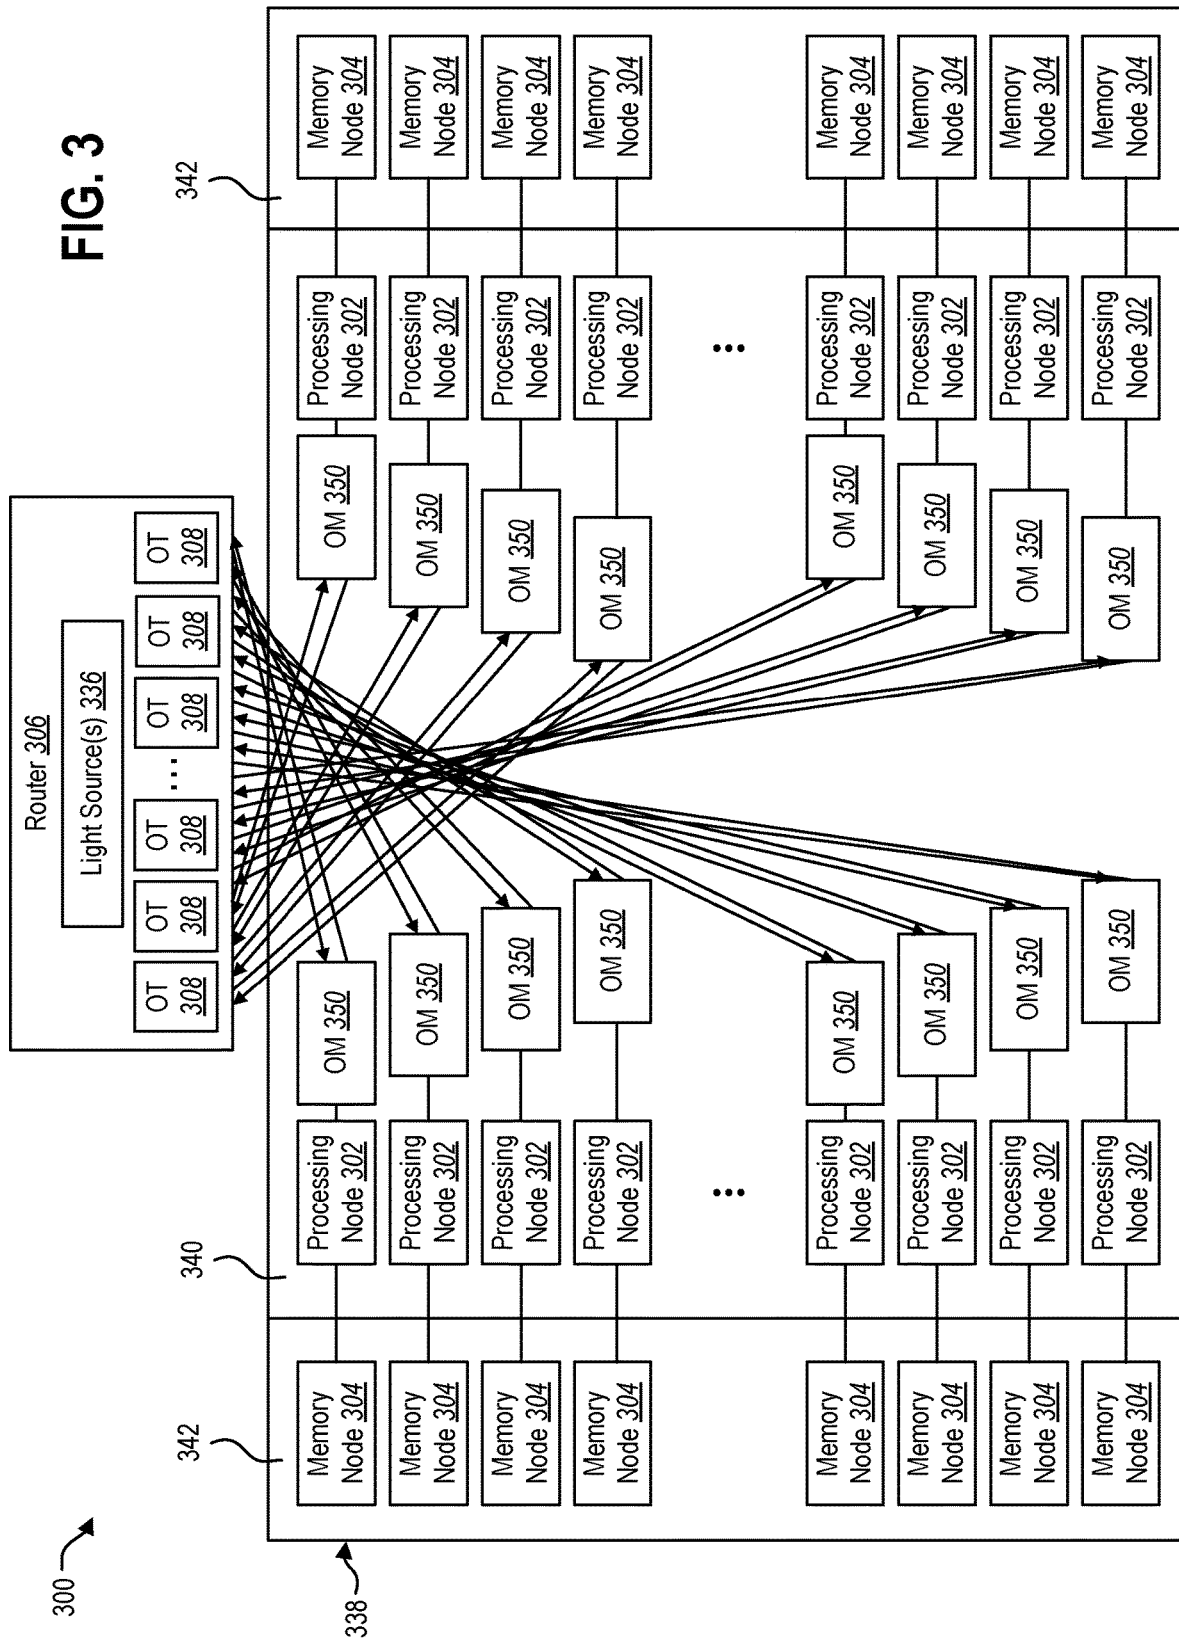 Router 306
300
FIG. 3
Light Source(s) 336
OT
308
OT
308
OT
308
...
OT
308
OT
308
OT
308
342
340
342
338
Memory
Node 304
Processing
Node 302
OM 350
OM 350
Processing
Node 302
Memory
Node 304
Memory
Node 304
Processing
Node 302
OM 350
OM 350
Processing
Node 302
Memory
Node 304
Memory
Node 304
Processing
Node 302
OM 350
OM 350
Processing
Node 302
Memory
Node 304
Memory
Node 304
Processing
Node 302
OM 350
OM 350
Processing
Node 302
Memory
Node 304
...
...
Memory
Node 304
Processing
Node 302
OM 350
OM 350
Processing
Node 302
Memory
Node 304
Memory
Node 304
Processing
Node 302
OM 350
OM 350
Processing
Node 302
Memory
Node 304
Memory
Node 304
Processing
Node 302
OM 350
OM 350
Processing
Node 302
Memory
Node 304
Memory
Node 304
Processing
Node 302
OM 350
OM 350
Processing
Node 302
Memory
Node 304